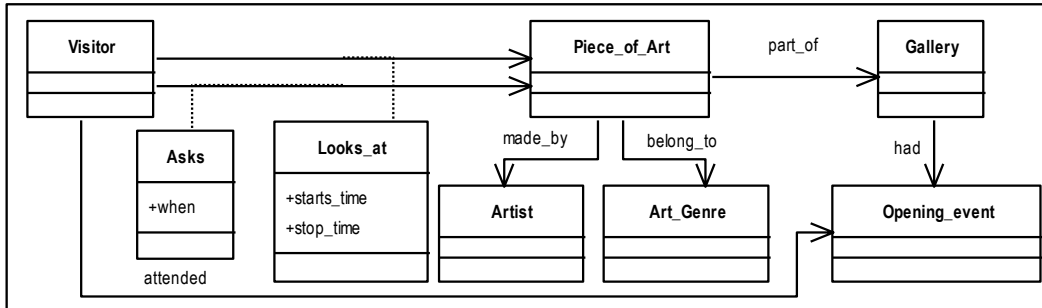 Visitor
Piece_of_Art
part_of
Gallery
made_by
belong_to
had
Asks
+when
Looks_at
+starts_time
+stop_time
Artist
Art_Genre
Opening_event
attended